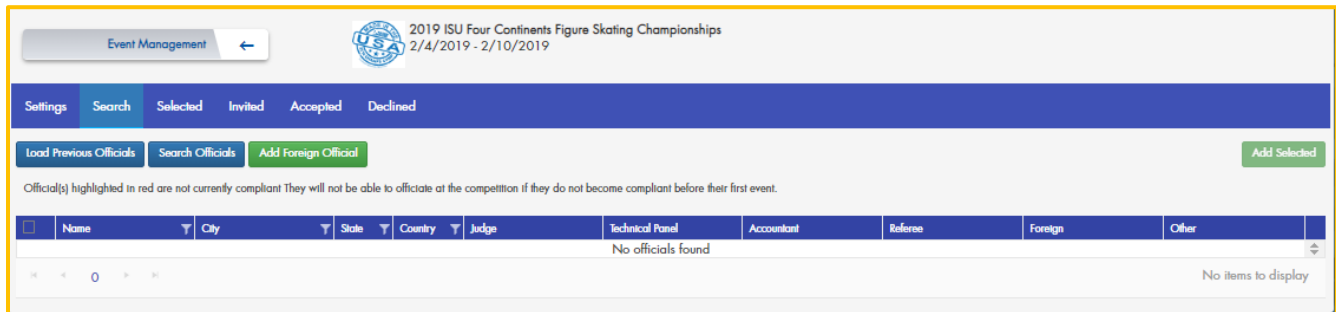 Event Management
2019 ISU Four Continents Figure Skating Championships
2/4/2019 - 2/10/2019
USA
Settings Search Selected Invited Accepted Declined
Load Previous Officials Search Officials Add Foreign Official Add Selected
Official(s) highlighted in red are not currently compliant They will not be able to officiate at the competition if they do not become compliant before their first event.
Name City State Country Judge Technical Panel Accountant Referee Foreign Other
No officials found
0 No items to display